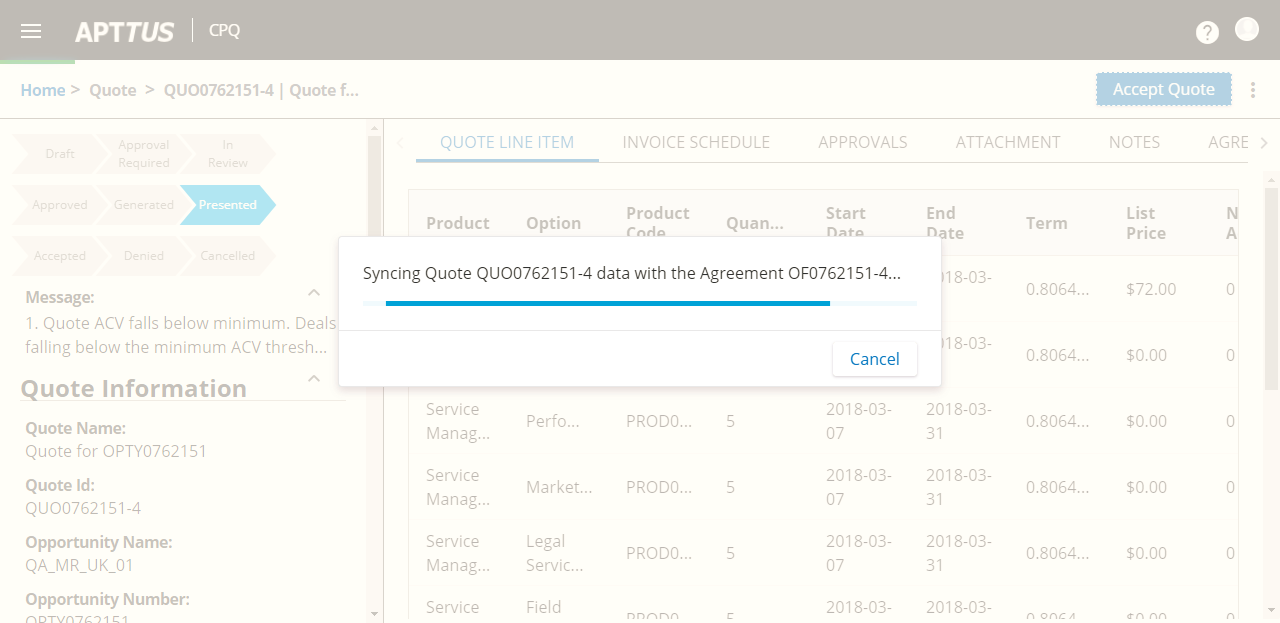 APTTUS CPQ
?
Home > Quote > QUO0762151-4 | Quote f...
Accept Quote
Draft
Approval Required
In Review
Approved
Generated
Presented
Accepted
Denied
Cancelled
Message:
1. Quote ACV falls below minimum. Deals
falling below the minimum ACV thresh...
Quote Information
Quote Name:
Quote for OPTY0762151
Quote Id:
QUO0762151-4
Opportunity Name:
QA_MR_UK_01
Opportunity Number:
OPTY0762151
QUOTE LINE ITEM INVOICE SCHEDULE APPROVALS ATTACHMENT NOTES AGRE
Product Option Product Code Quan... Start Date End Date Term List Price
2018-03- 0.8064... $72.00 0
2018-03- 0.8064... $0.00 0
Syncing Quote QUO0762151-4 data with the Agreement OF0762151-4...
Cancel
Service Manag... Perfo... PROD0... 5 2018-03-07 2018-03-31 0.8064... $0.00 0
Service Manag... Market... PROD0... 5 2018-03-07 2018-03-31 0.8064... $0.00 0
Service Manag... Legal Servic... PROD0... 5 2018-03-07 2018-03-31 0.8064... $0.00 0
Service Field PROD0... 5 2018-03- 2018-03- 0.8064... $0.00 0